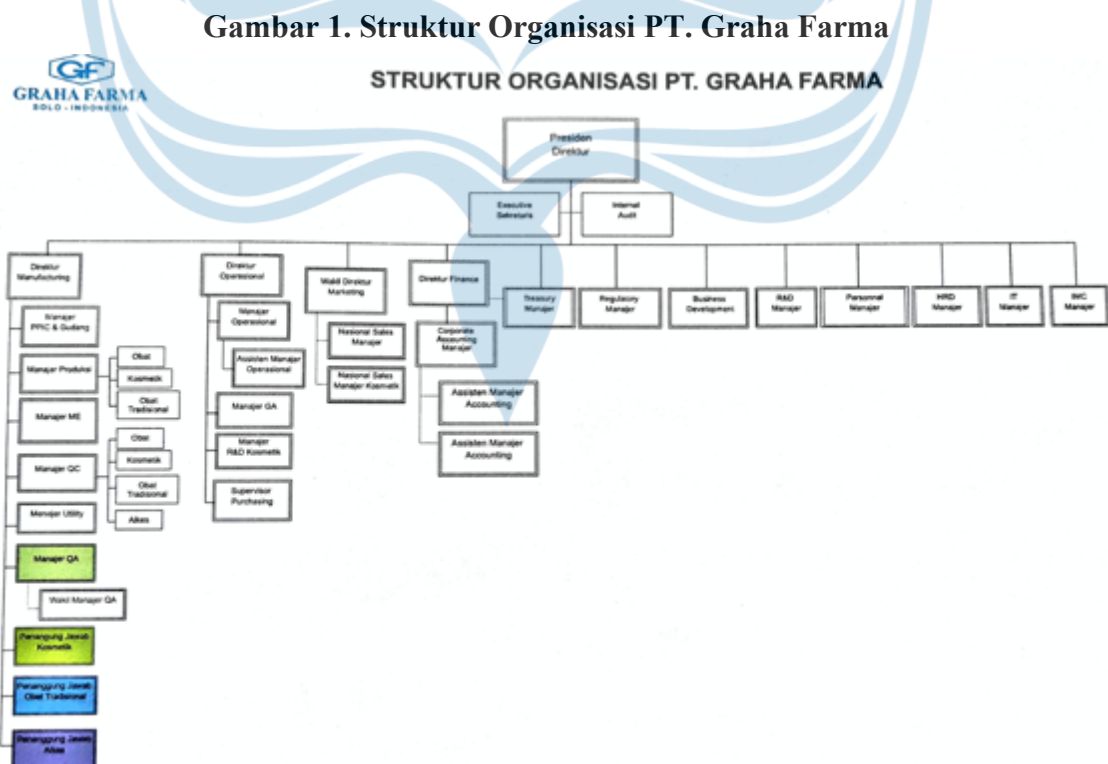 Gambar 1. Struktur Organisasi PT. Graha Farma
GF
GRAHA FARMA
SOLO - INDONESIA
STRUKTUR ORGANISASI PT. GRAHA FARMA
Presiden
Direktur
Executive
Sekretaris
Internal
Audit
Direktur
Manufacturing
Direktur
Operasional
Wakil Direktur
Marketing
Direktur Finance
Treasury
Manajer
Regulatory
Manajer
Business
Development
R&D
Manajer
Personnal
Manajer
HRD
Manajer
IT
Manajer
IMC
Manajer
Manajer
PPIC & Gudang
Manajer Produksi
Obat
Kosmetik
Obat
Tradisional
Manajer ME
Manajer QC
Obat
Kosmetik
Obat
Tradisional
Alkes
Manajer Utility
Manajer QA
Wakil Manajer QA
Penanggung Jawab
Kosmetik
Penanggung Jawab
Obat Tradisional
Penanggung Jawab
Alkes
Manajer
Operasional
Assisten Manajer
Operasional
Manajer GA
Manajer
R&D Kosmetik
Supervisor
Purchasing
Nasional Sales
Manajer
Nasional Sales
Manajer Kosmetik
Corporate
Accounting
Manajer
Assisten Manajer
Accounting
Assisten Manajer
Accounting